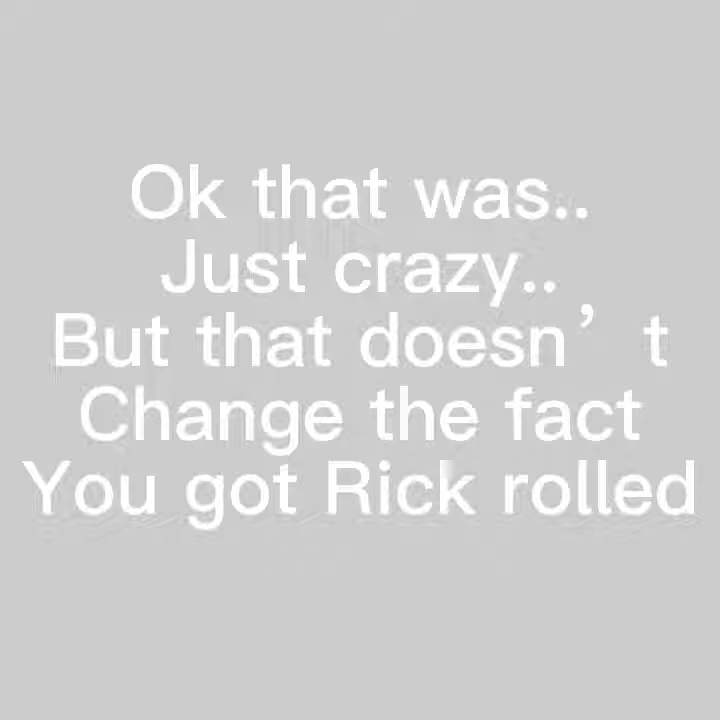 Ok that was..
Just crazy..
But that doesn’t
Change the fact
You got Rick rolled